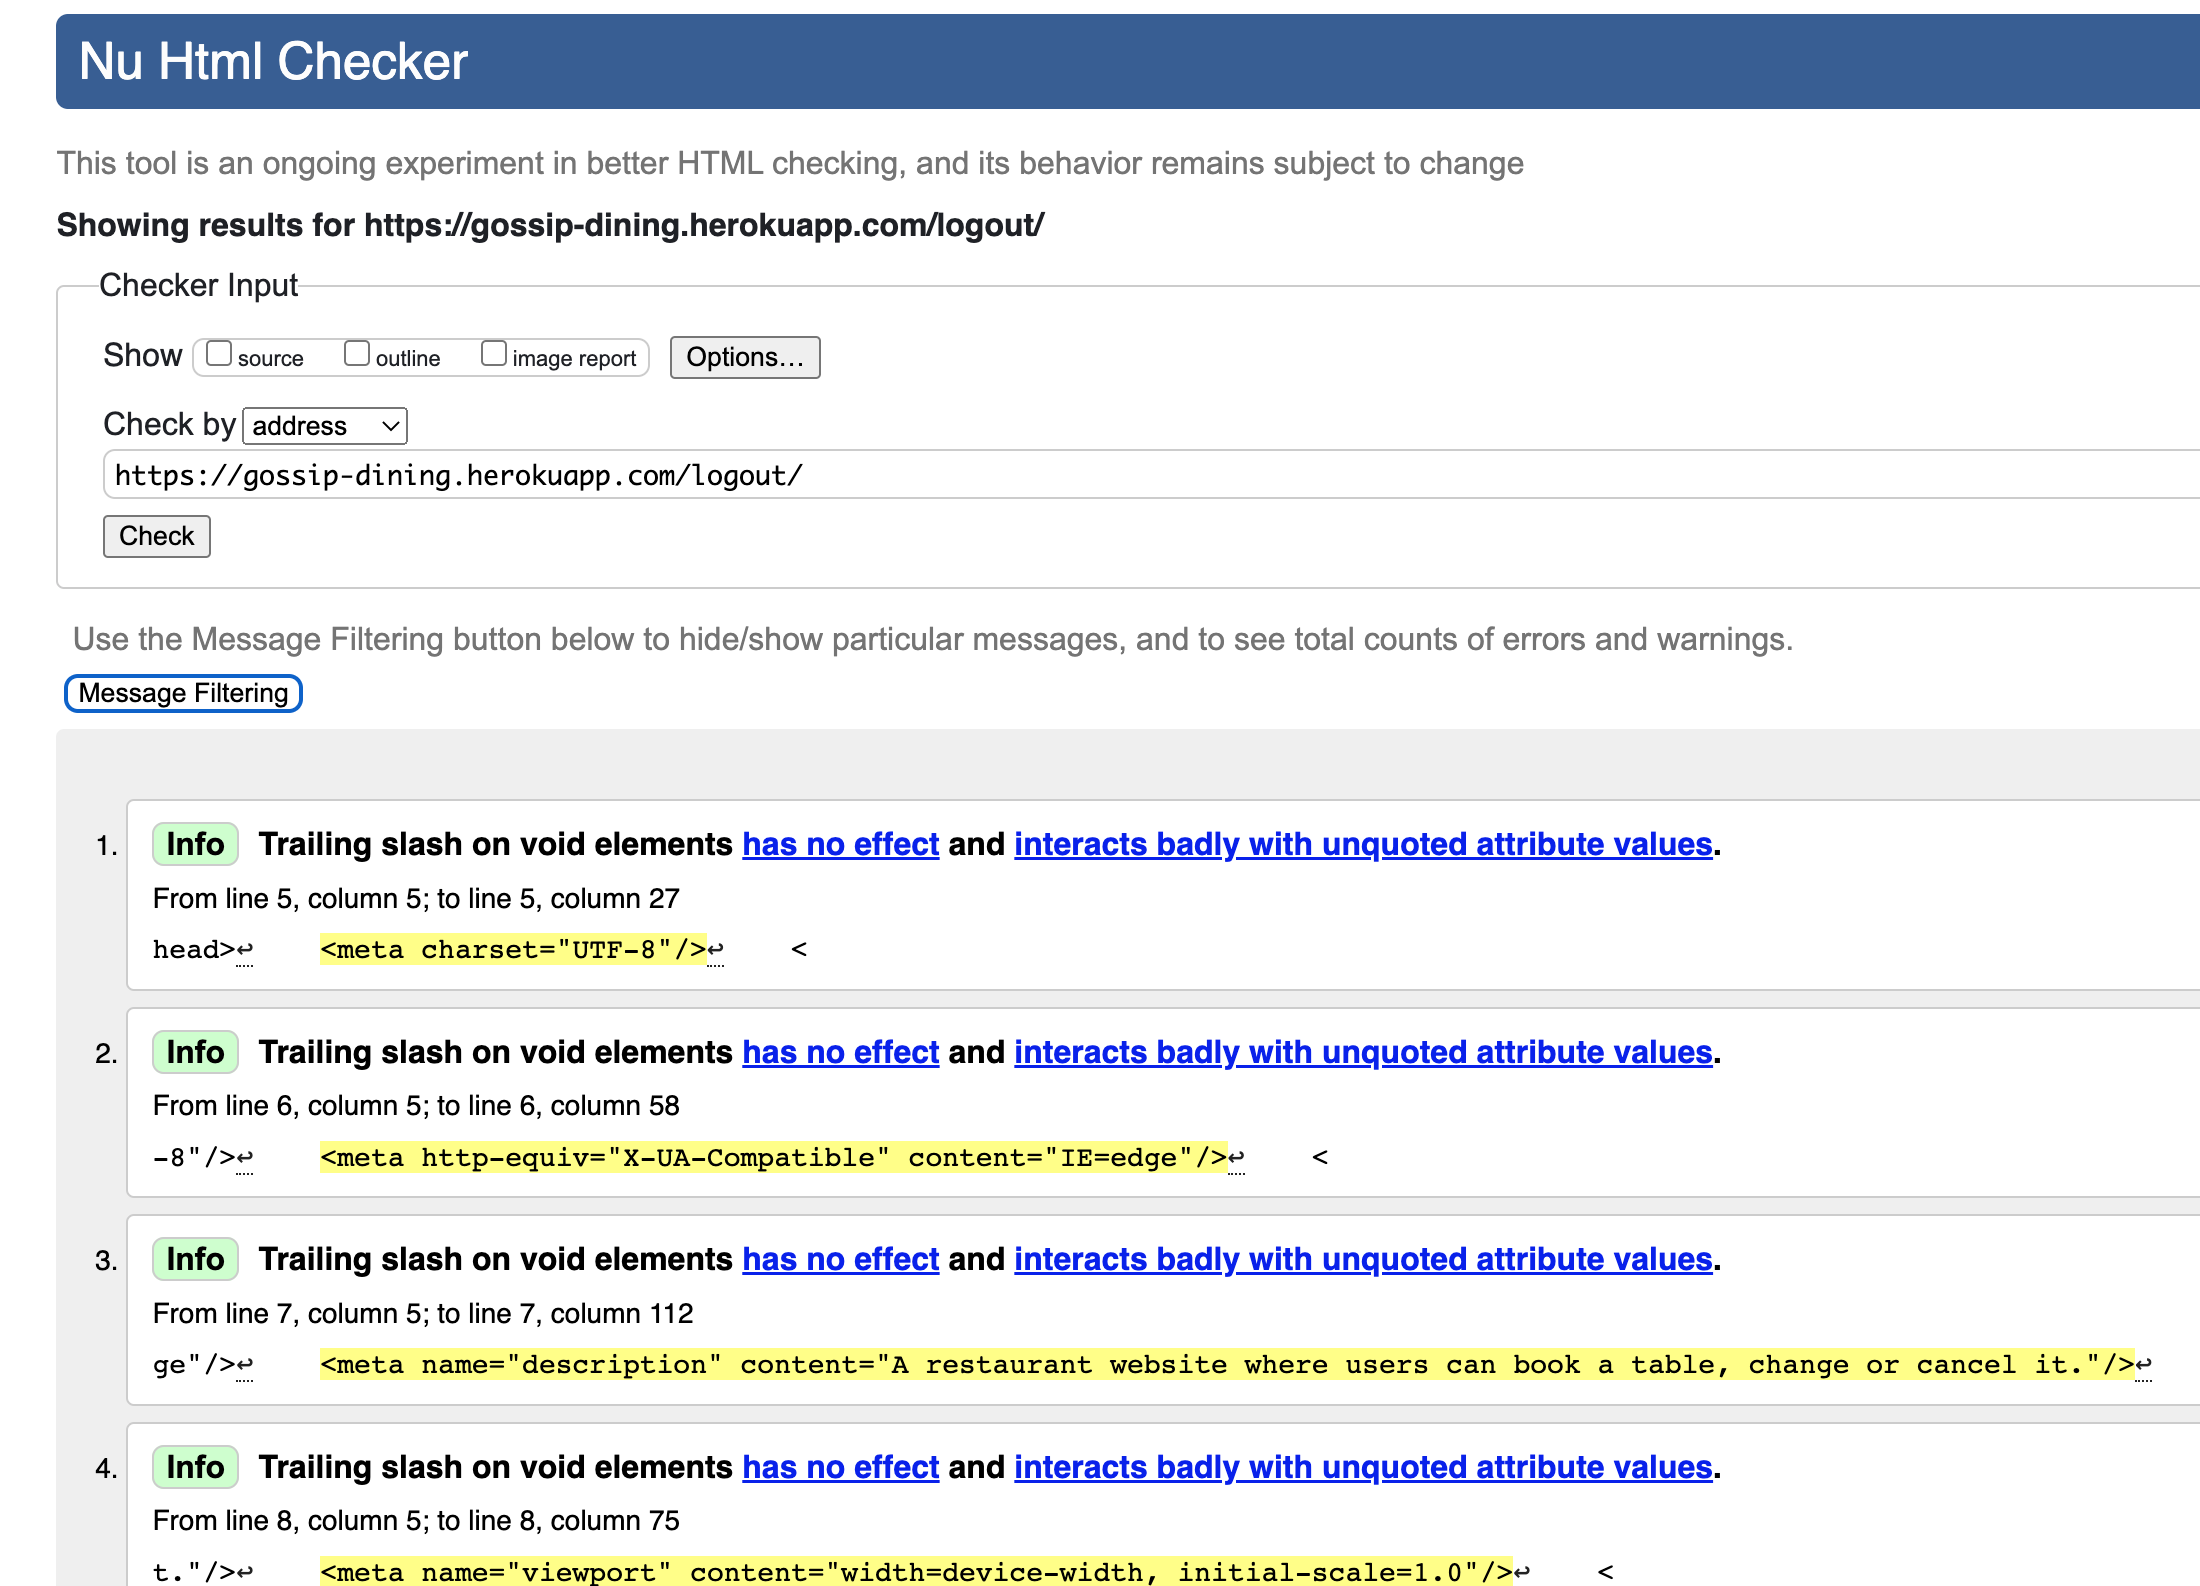 Nu Html Checker
This tool is an ongoing experiment in better HTML checking, and its behavior remains subject to change
Showing results for https://gossip-dining.herokuapp.com/logout/
Checker Input
Show source outline image report Options...
Check by address
https://gossip-dining.herokuapp.com/logout/
Check
Use the Message Filtering button below to hide/show particular messages, and to see total counts of errors and warnings.
Message Filtering
1. Info Trailing slash on void elements has no effect and interacts badly with unquoted attribute values.
From line 5, column 5; to line 5, column 27
head>↩    <meta charset="UTF-8"/>↩    <
2. Info Trailing slash on void elements has no effect and interacts badly with unquoted attribute values.
From line 6, column 5; to line 6, column 58
-8"/>↩    <meta http-equiv="X-UA-Compatible" content="IE=edge"/>↩    <
3. Info Trailing slash on void elements has no effect and interacts badly with unquoted attribute values.
From line 7, column 5; to line 7, column 112
ge"/>↩    <meta name="description" content="A restaurant website where users can book a table, change or cancel it."/>↩
4. Info Trailing slash on void elements has no effect and interacts badly with unquoted attribute values.
From line 8, column 5; to line 8, column 75
t."/>↩    <meta name="viewport" content="width=device-width, initial-scale=1.0"/>↩    <